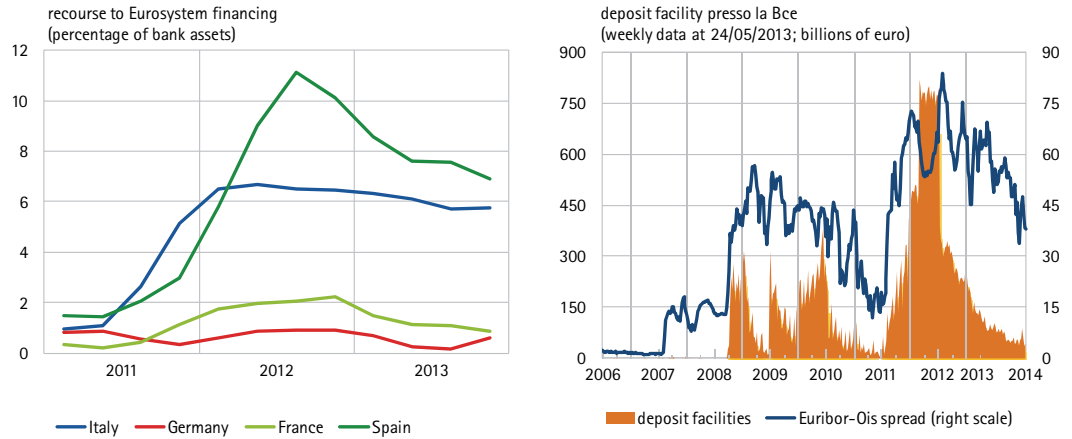 recourse to Eurosystem financing
(percentage of bank assets)
12
10
8
6
4
2
0
2011 2012 2013
Italy Germany France Spain
deposit facility presso la Bce
(weekly data at 24/05/2013; billions of euro)
900 90
750 75
600 60
450 45
300 30
150 15
0 0
2006 2007 2008 2009 2010 2011 2012 2013 2014
deposit facilities Euribor-Ois spread (right scale)